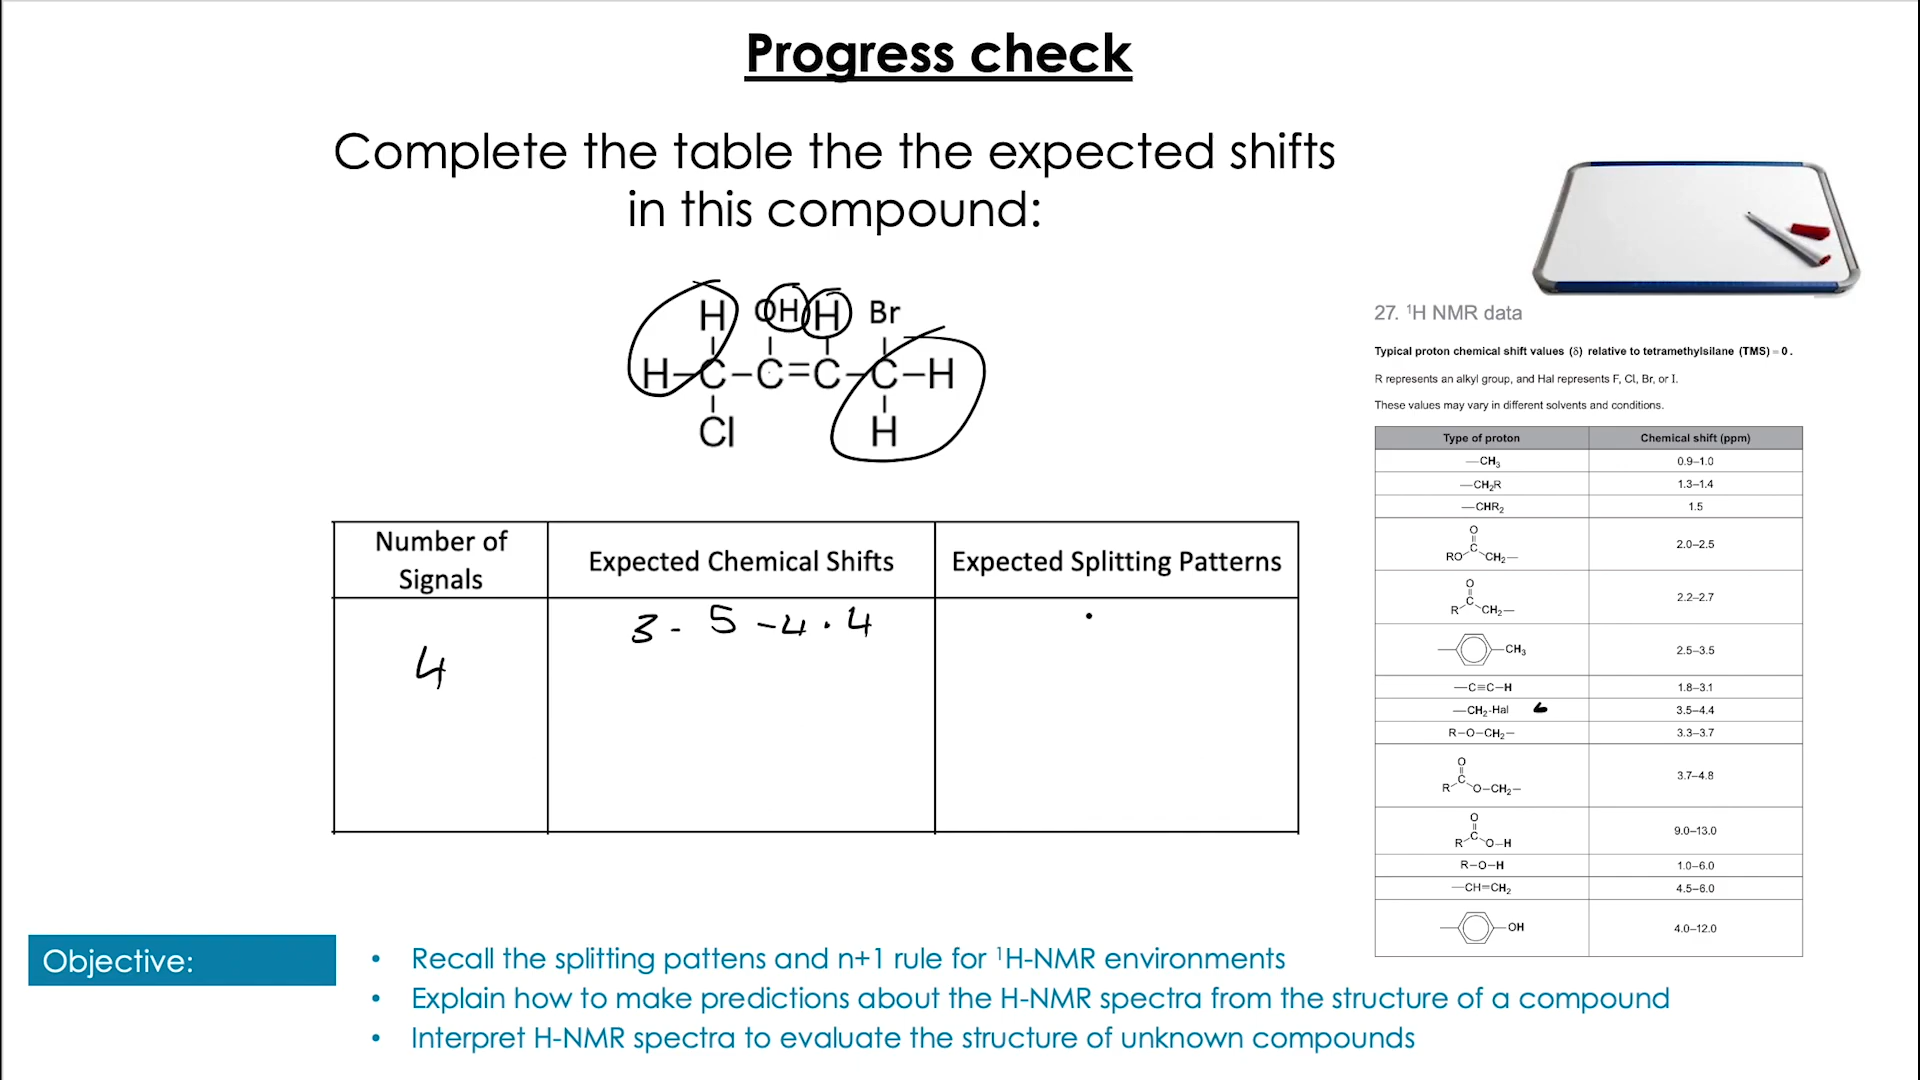 Progress check
Complete the table the the expected shifts
in this compound:
H OH H Br
H–C–C=C–C–H
Cl H
27. ¹H NMR data
Typical proton chemical shift values (δ) relative to tetramethylsilane (TMS) = 0.
R represents an alkyl group, and Hal represents F, Cl, Br, or I.
These values may vary in different solvents and conditions.
Type of proton Chemical shift (ppm)
—CH₃ 0.9–1.0
—CH₂R 1.3–1.4
—CHR₂ 1.5
O
RO C CH₂— 2.0–2.5
O
R C CH₂— 2.2–2.7
—CH₃ 2.5–3.5
—C≡C–H 1.8–3.1
—CH₂-Hal 3.5–4.4
R–O–CH₂– 3.3–3.7
O
R C O–CH₂– 3.7–4.8
O
R C O–H 9.0–13.0
R–O–H 1.0–6.0
—CH=CH₂ 4.5–6.0
—OH 4.0–12.0
Number of
Signals
Expected Chemical Shifts
Expected Splitting Patterns
4
3 - 5 - 4 . 4
Objective:
• Recall the splitting pattens and n+1 rule for ¹H-NMR environments
• Explain how to make predictions about the H-NMR spectra from the structure of a compound
• Interpret H-NMR spectra to evaluate the structure of unknown compounds